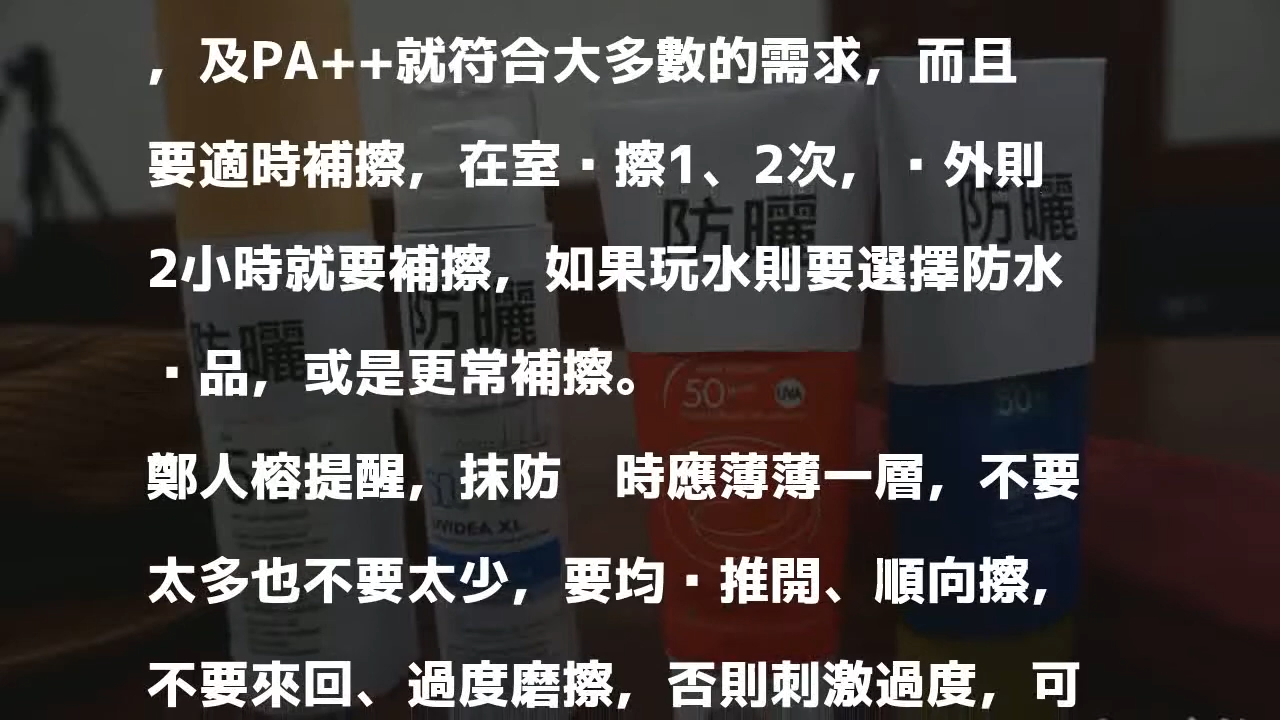 ，及PA++就符合大多數的需求，而且
要適時補擦，在室·擦1、2次，·外則
2小時就要補擦，如果玩水則要選擇防水
·品，或是更常補擦。
鄭人榕提醒，抹防　時應薄薄一層，不要
太多也不要太少，要均·推開、順向擦，
不要來回、過度磨擦，否則刺激過度，可
防曬
防曬
防曬
防曬
50
UVA
50
UVIDEA XL